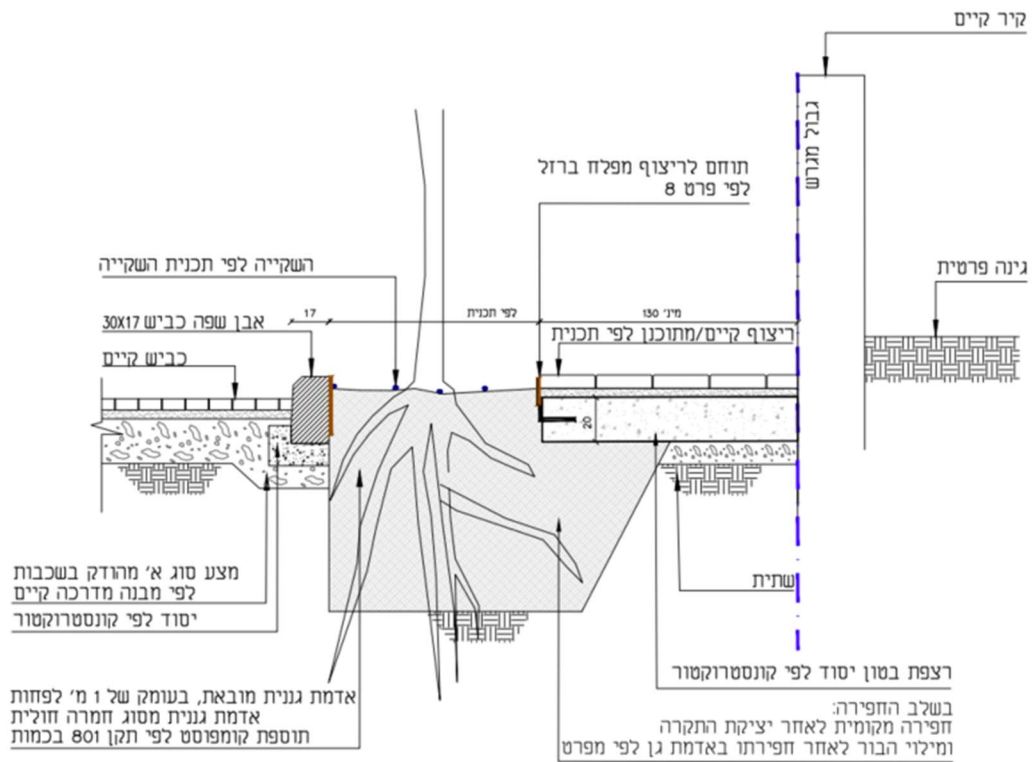 קיר קיים
גבול מגרש
תוחם לריצוף מפלח ברזל
לפי פרט 8
השקייה לפי תכנית השקייה
גינה פרטית
17
לפי תכנית
מינ' 130
אבן שפה כביש 30X17
ריצוף קיים/מתוכנן לפי תכנית
כביש קיים
20
מצע סוג א' מהודק בשכבות
לפי מבנה מדרכה קיים
יסוד לפי קונסטרוקטור
שתית
רצפת בטון יסוד לפי קונסטרוקטור
אדמת גננית מובאת, בעומק של 1 מ' לפחות
אדמת גננית מסוג חמרה חולית
תוספת קומפוסט לפי תקן 801 בכמות
בשלב החפירה:
חפירה מקומית לאחר יציקת התקרה
ומילוי הבור לאחר חפירתו באדמת גן לפי מפרט